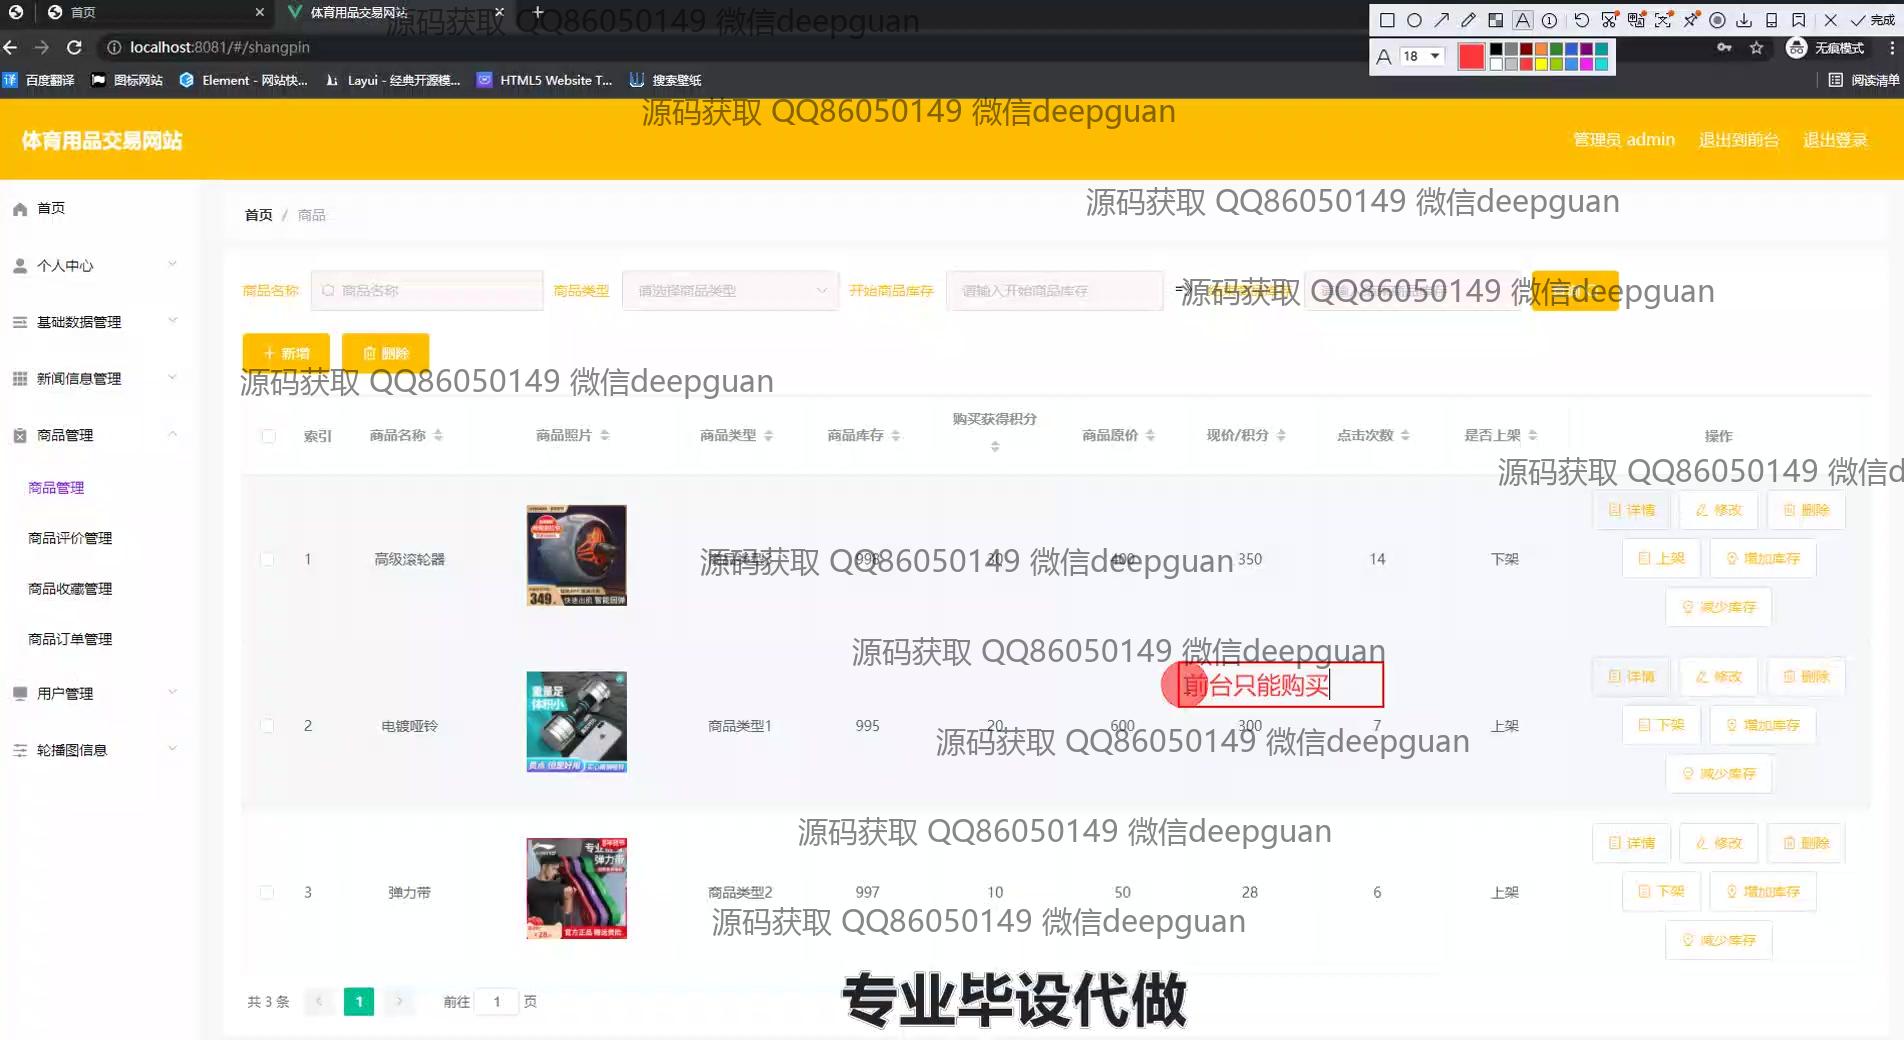 首页
体育用品交易网站
源码获取 QQ86050149 微信deepguan
完成
localhost:8081/#/shangpin
A 18
无痕模式
百度翻译 图标网站 Element - 网站快... Layui - 经典开源模... HTML5 Website T... 搜索壁纸
阅读清单
源码获取 QQ86050149 微信deepguan
体育用品交易网站
管理员 admin 退出到前台 退出登录
源码获取 QQ86050149 微信deepguan
首页
个人中心
基础数据管理
新闻信息管理
商品管理
商品管理
商品评价管理
商品收藏管理
商品订单管理
用户管理
轮播图信息
首页 / 商品
商品名称 商品名称 商品类型 请选择商品类型 开始商品库存 请输入开始商品库存
源码获取 QQ86050149 微信deepguan
新增 删除
源码获取 QQ86050149 微信deepguan
索引 商品名称 商品照片 商品类型 商品库存 购买获得积分 商品原价 现价/积分 点击次数 是否上架 操作
源码获取 QQ86050149 微信d
1 高级滚轮器 998 20 400 350 14 下架
349
快速出机 智能回弹
源码获取 QQ86050149 微信deepguan
详情 修改 删除
上架 增加库存
减少库存
源码获取 QQ86050149 微信deepguan
前台只能购买
2 电镀哑铃 商品类型1 995 20 600 300 7 上架
重量足
体积小
源码获取 QQ86050149 微信deepguan
详情 修改 删除
下架 增加库存
减少库存
源码获取 QQ86050149 微信deepguan
3 弹力带 商品类型2 997 10 50 28 6 上架
弹力带
官方正品
源码获取 QQ86050149 微信deepguan
详情 修改 删除
下架 增加库存
减少库存
共 3 条 1 前往 1 页
专业毕设代做